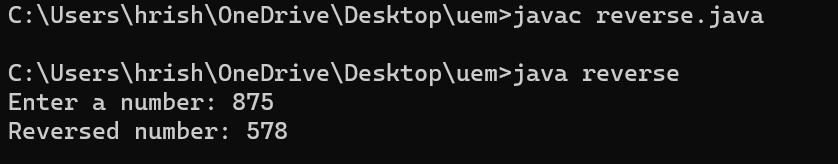 C:\Users\hrish\OneDrive\Desktop\uem>javac reverse.java
C:\Users\hrish\OneDrive\Desktop\uem>java reverse
Enter a number: 875
Reversed number: 578